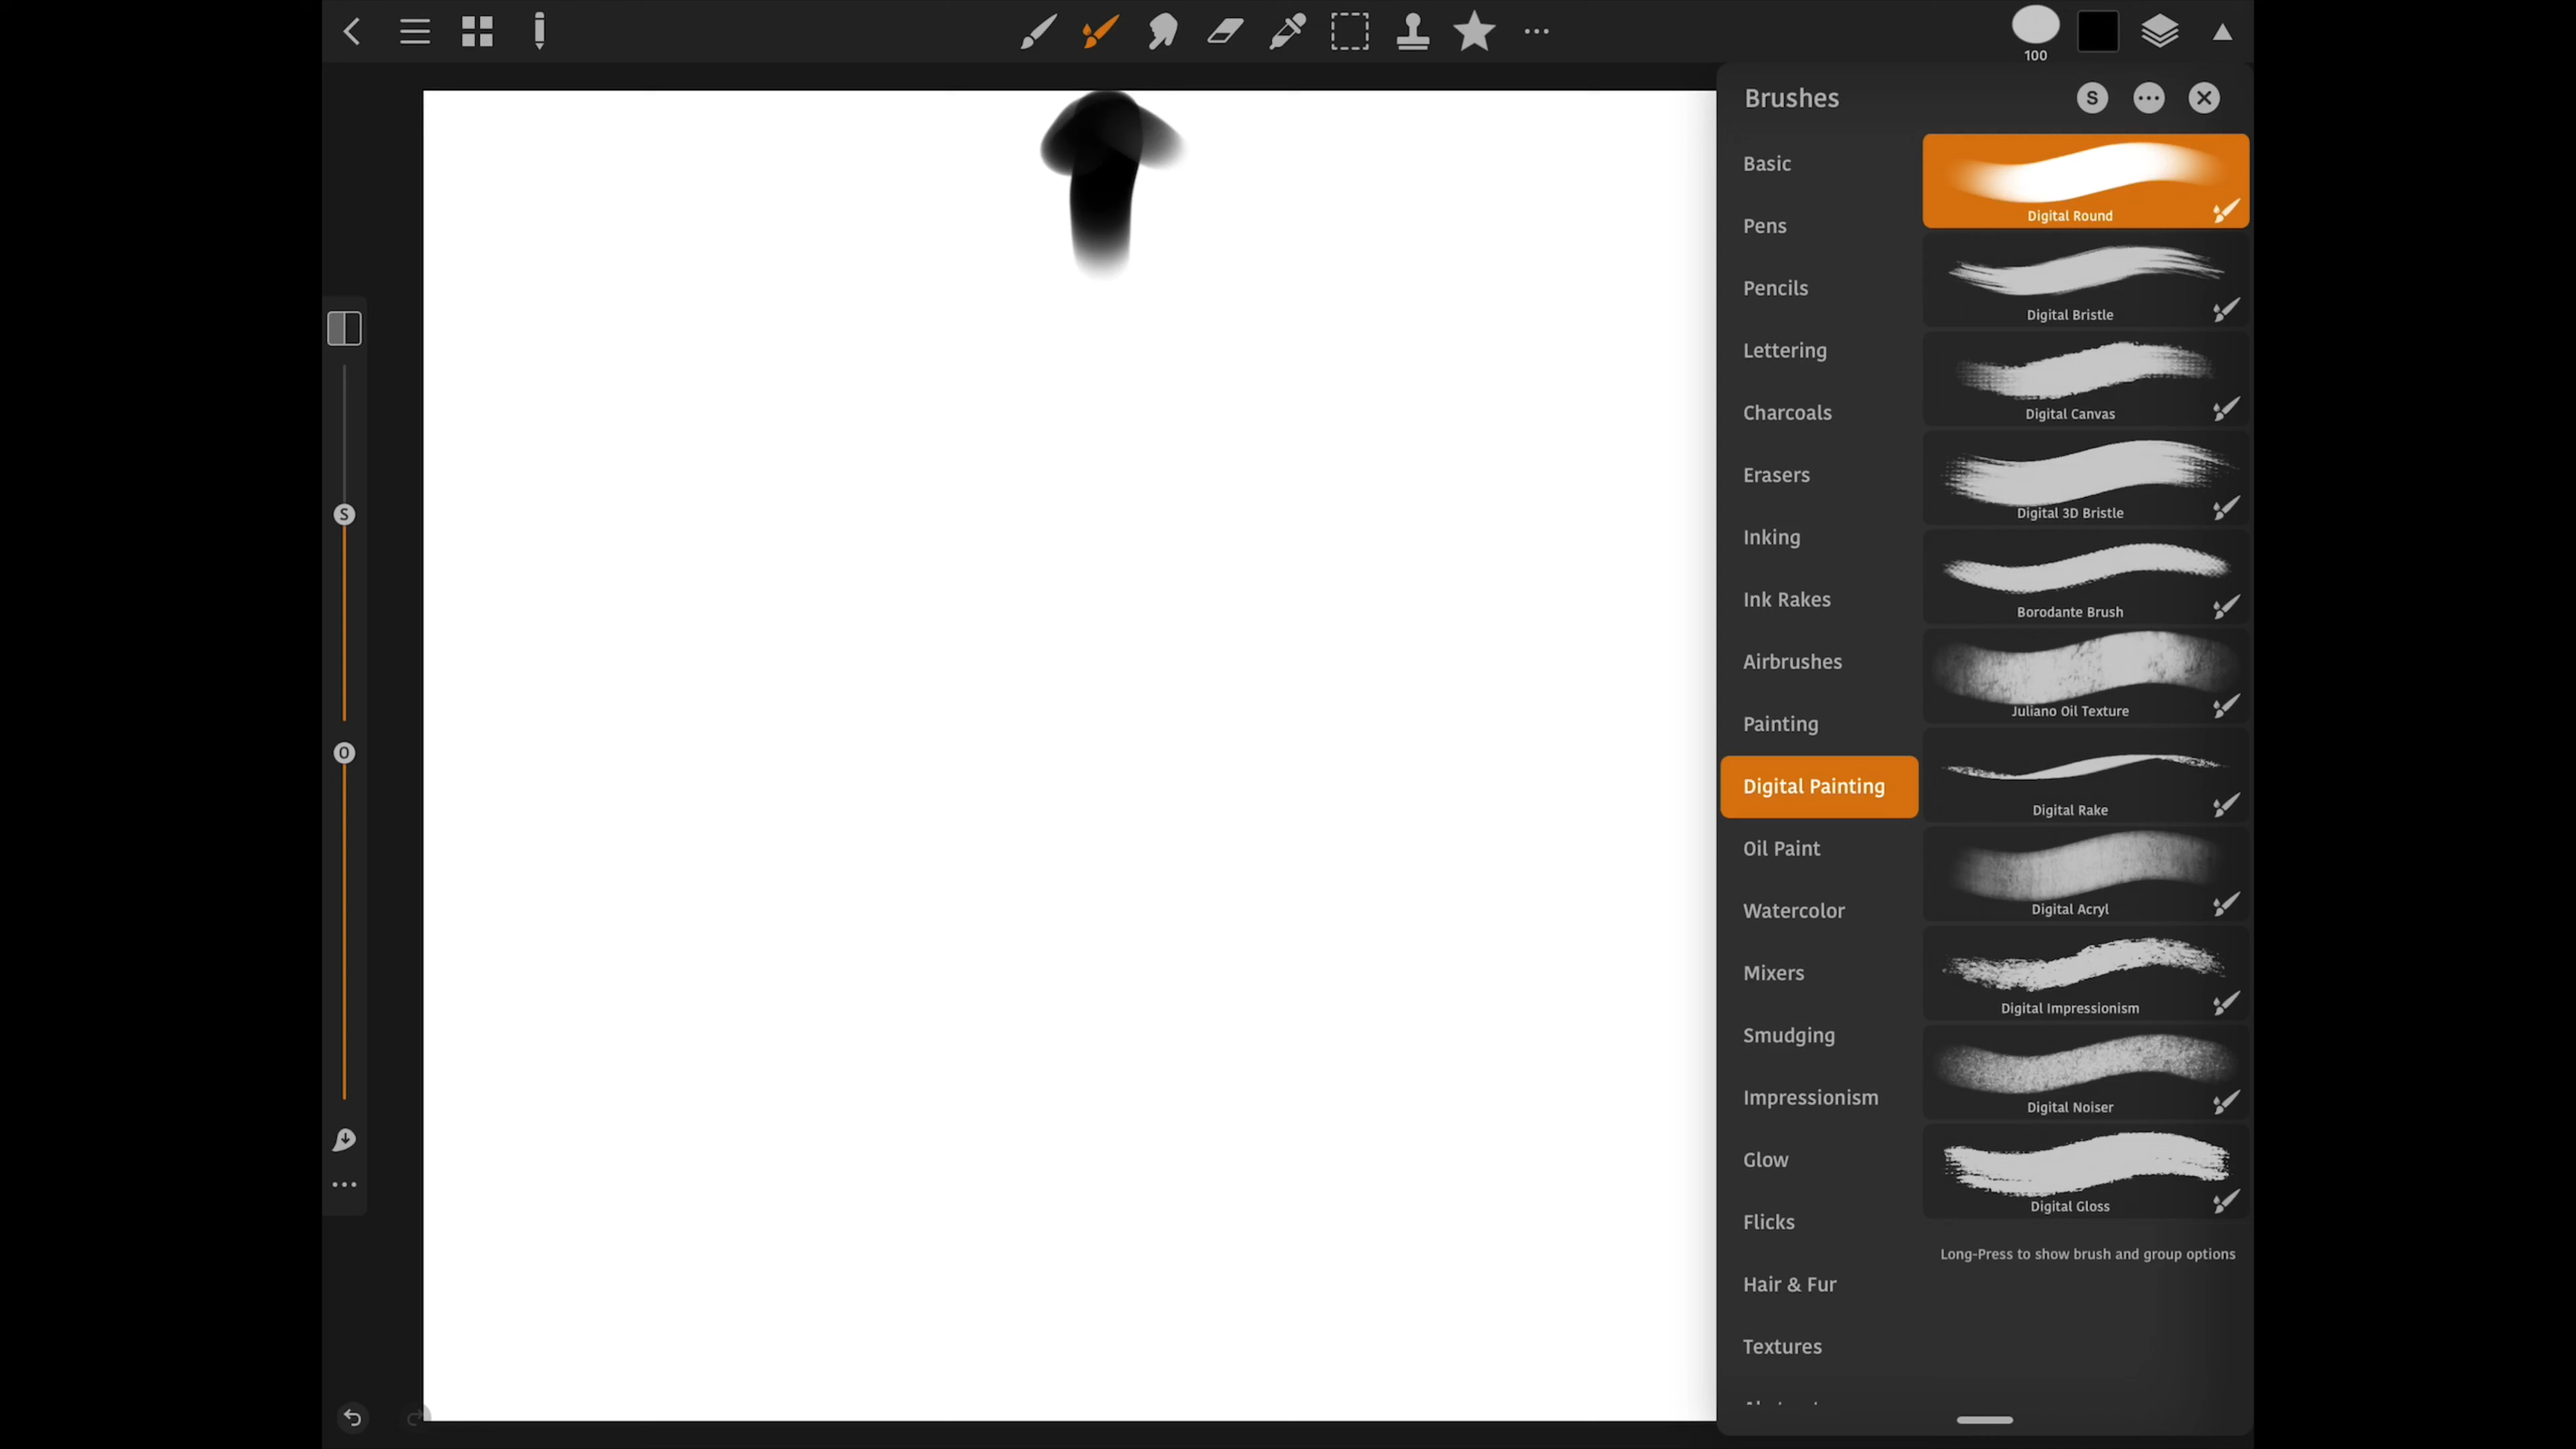 100
Brushes
S
Basic
Pens
Pencils
Lettering
Charcoals
Erasers
Inking
Ink Rakes
Airbrushes
Painting
Digital Painting
Oil Paint
Watercolor
Mixers
Smudging
Impressionism
Glow
Flicks
Hair & Fur
Textures
Digital Round
Digital Bristle
Digital Canvas
Digital 3D Bristle
Borodante Brush
Juliano Oil Texture
Digital Rake
Digital Acryl
Digital Impressionism
Digital Noiser
Digital Gloss
Long-Press to show brush and group options
S
O